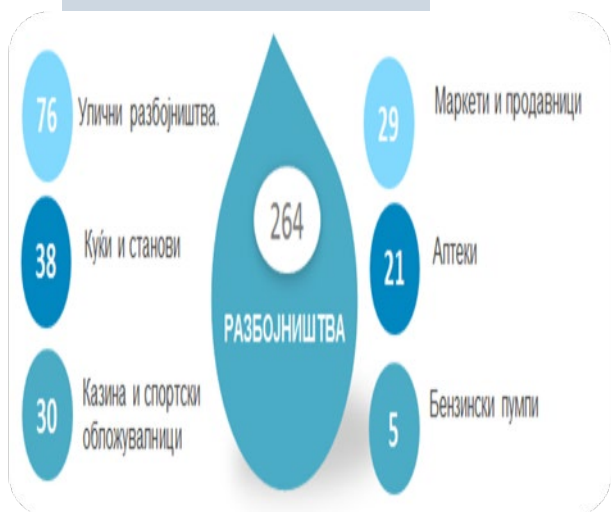 76
Улични разбојништва.
38
Куќи и станови
30
Казина и спортски
обложувалници
264
РАЗБОЈНИШТВА
29
Маркети и продавници
21
Аптеки
5
Бензински пумпи